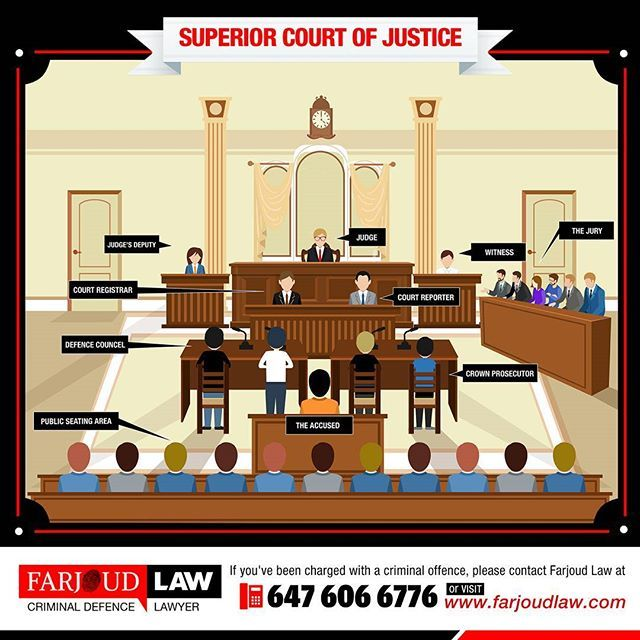 SUPERIOR COURT OF JUSTICE
THE JURY
JUDGE
JUDGE'S DEPUTY
WITNESS
COURT REGISTRAR
COURT REPORTER
DEFENCE COUNCEL
CROWN PROSECUTOR
PUBLIC SEATING AREA
THE ACCUSED
FARJOUD LAW
CRIMINAL DEFENCE LAWYER
If you've been charged with a criminal offence, please contact Farjoud Law at
647 606 6776 or VISIT www.farjoudlaw.com